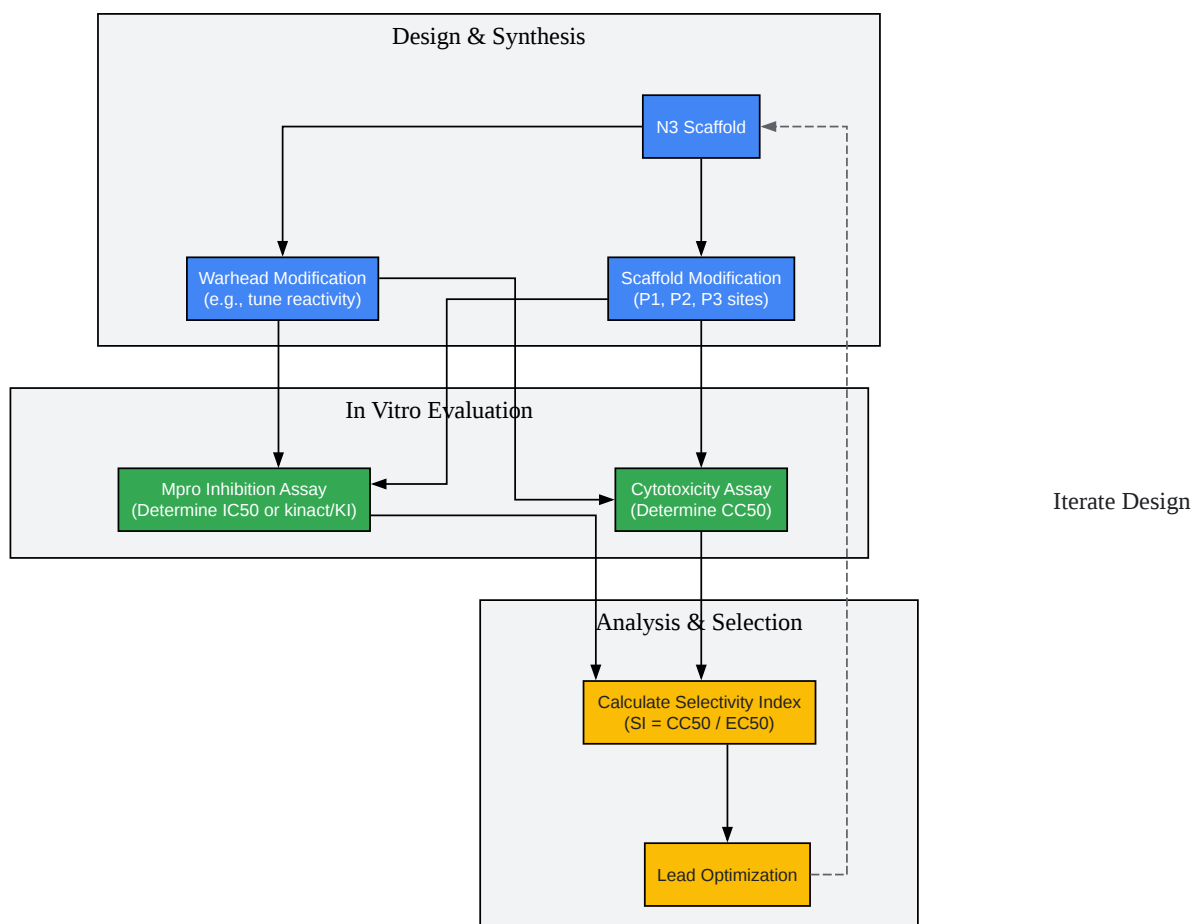 Design & Synthesis
N3 Scaffold
Warhead Modification
(e.g., tune reactivity)
Scaffold Modification
(P1, P2, P3 sites)
In Vitro Evaluation
Mpro Inhibition Assay
(Determine IC50 or kinact/KI)
Cytotoxicity Assay
(Determine CC50)
Iterate Design
Analysis & Selection
Calculate Selectivity Index
(SI = CC50 / EC50)
Lead Optimization